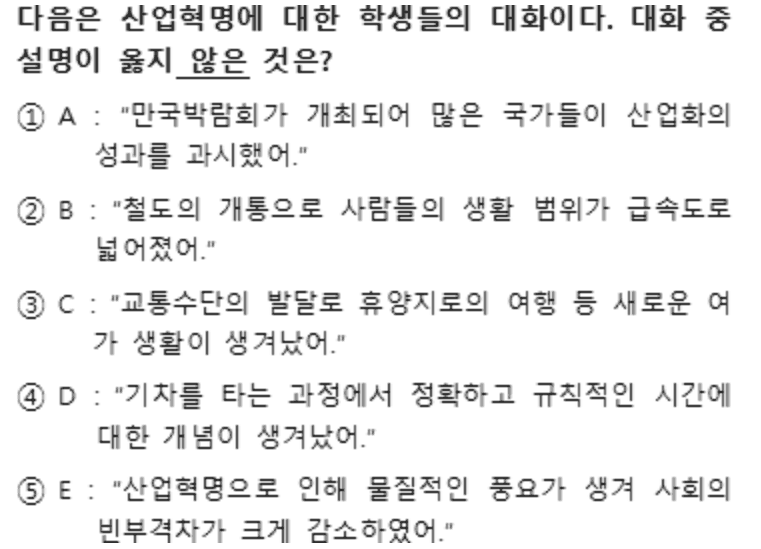 다음은 산업혁명에 대한 학생들의 대화이다. 대화 중
설명이 옳지 않은 것은?
① A : "만국박람회가 개최되어 많은 국가들이 산업화의
성과를 과시했어."
② B : "철도의 개통으로 사람들의 생활 범위가 급속도로
넓어졌어."
③ C : "교통수단의 발달로 휴양지로의 여행 등 새로운 여
가 생활이 생겨났어."
④ D : "기차를 타는 과정에서 정확하고 규칙적인 시간에
대한 개념이 생겨났어."
⑤ E : "산업혁명으로 인해 물질적인 풍요가 생겨 사회의
빈부격차가 크게 감소하였어."